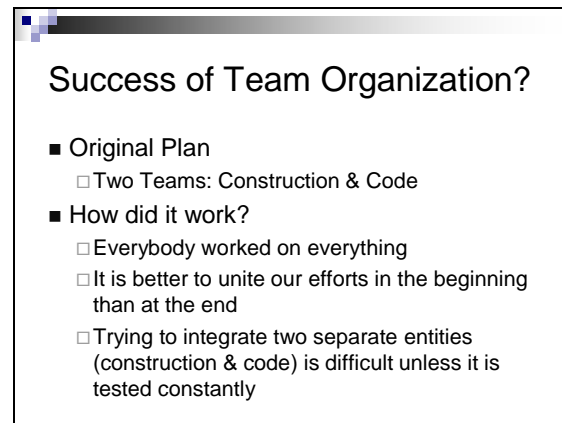 Success of Team Organization?
■ Original Plan
□ Two Teams: Construction & Code
■ How did it work?
□ Everybody worked on everything
□ It is better to unite our efforts in the beginning
than at the end
□ Trying to integrate two separate entities
(construction & code) is difficult unless it is
tested constantly